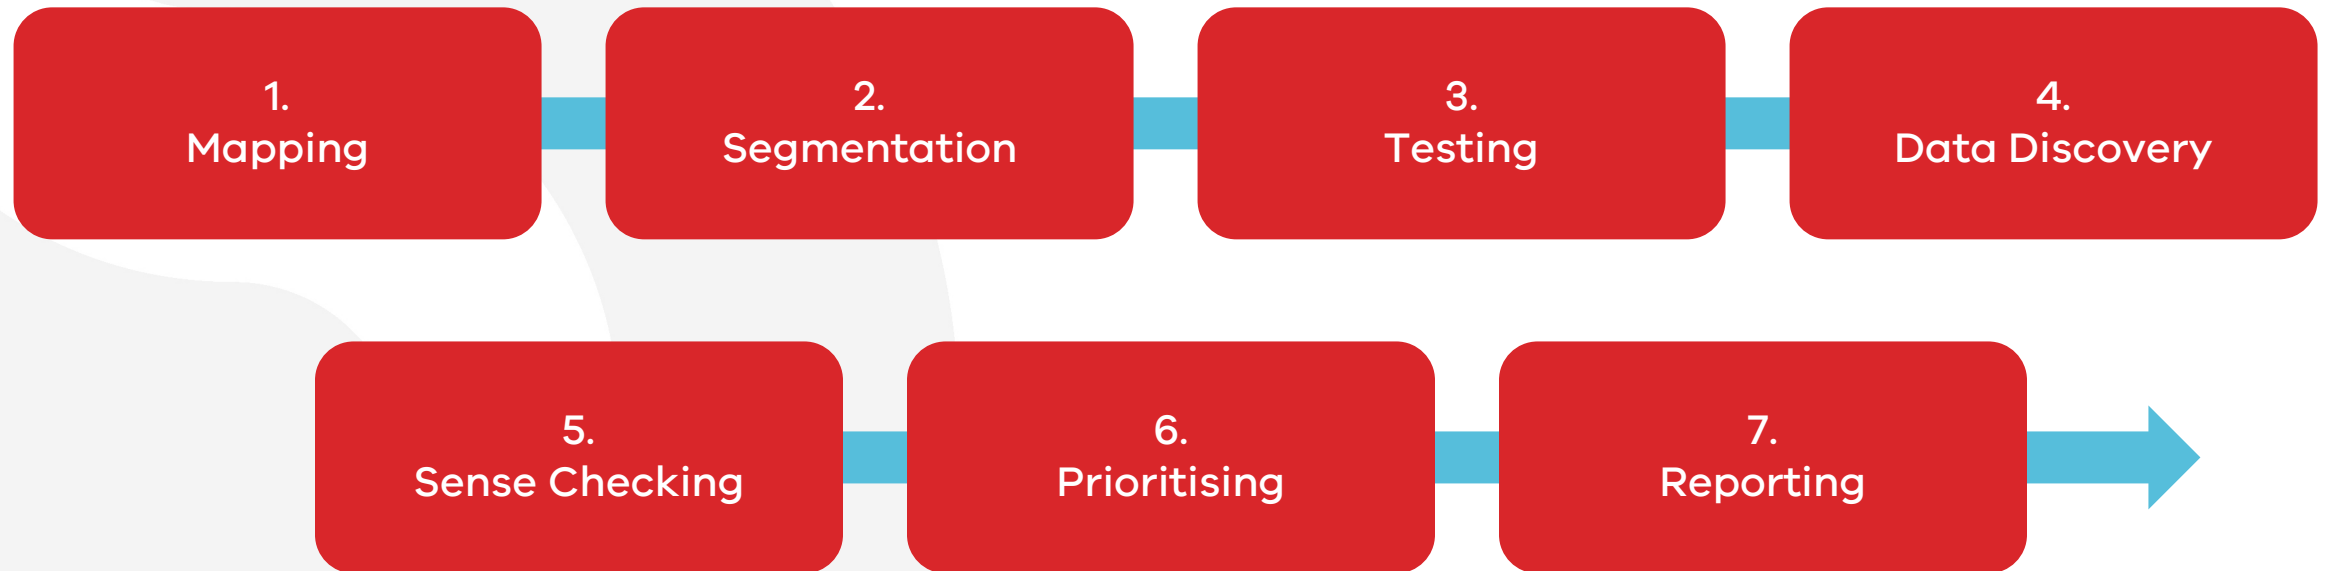 1.
Mapping
2.
Segmentation
3.
Testing
4.
Data Discovery
5.
Sense Checking
6.
Prioritising
7.
Reporting